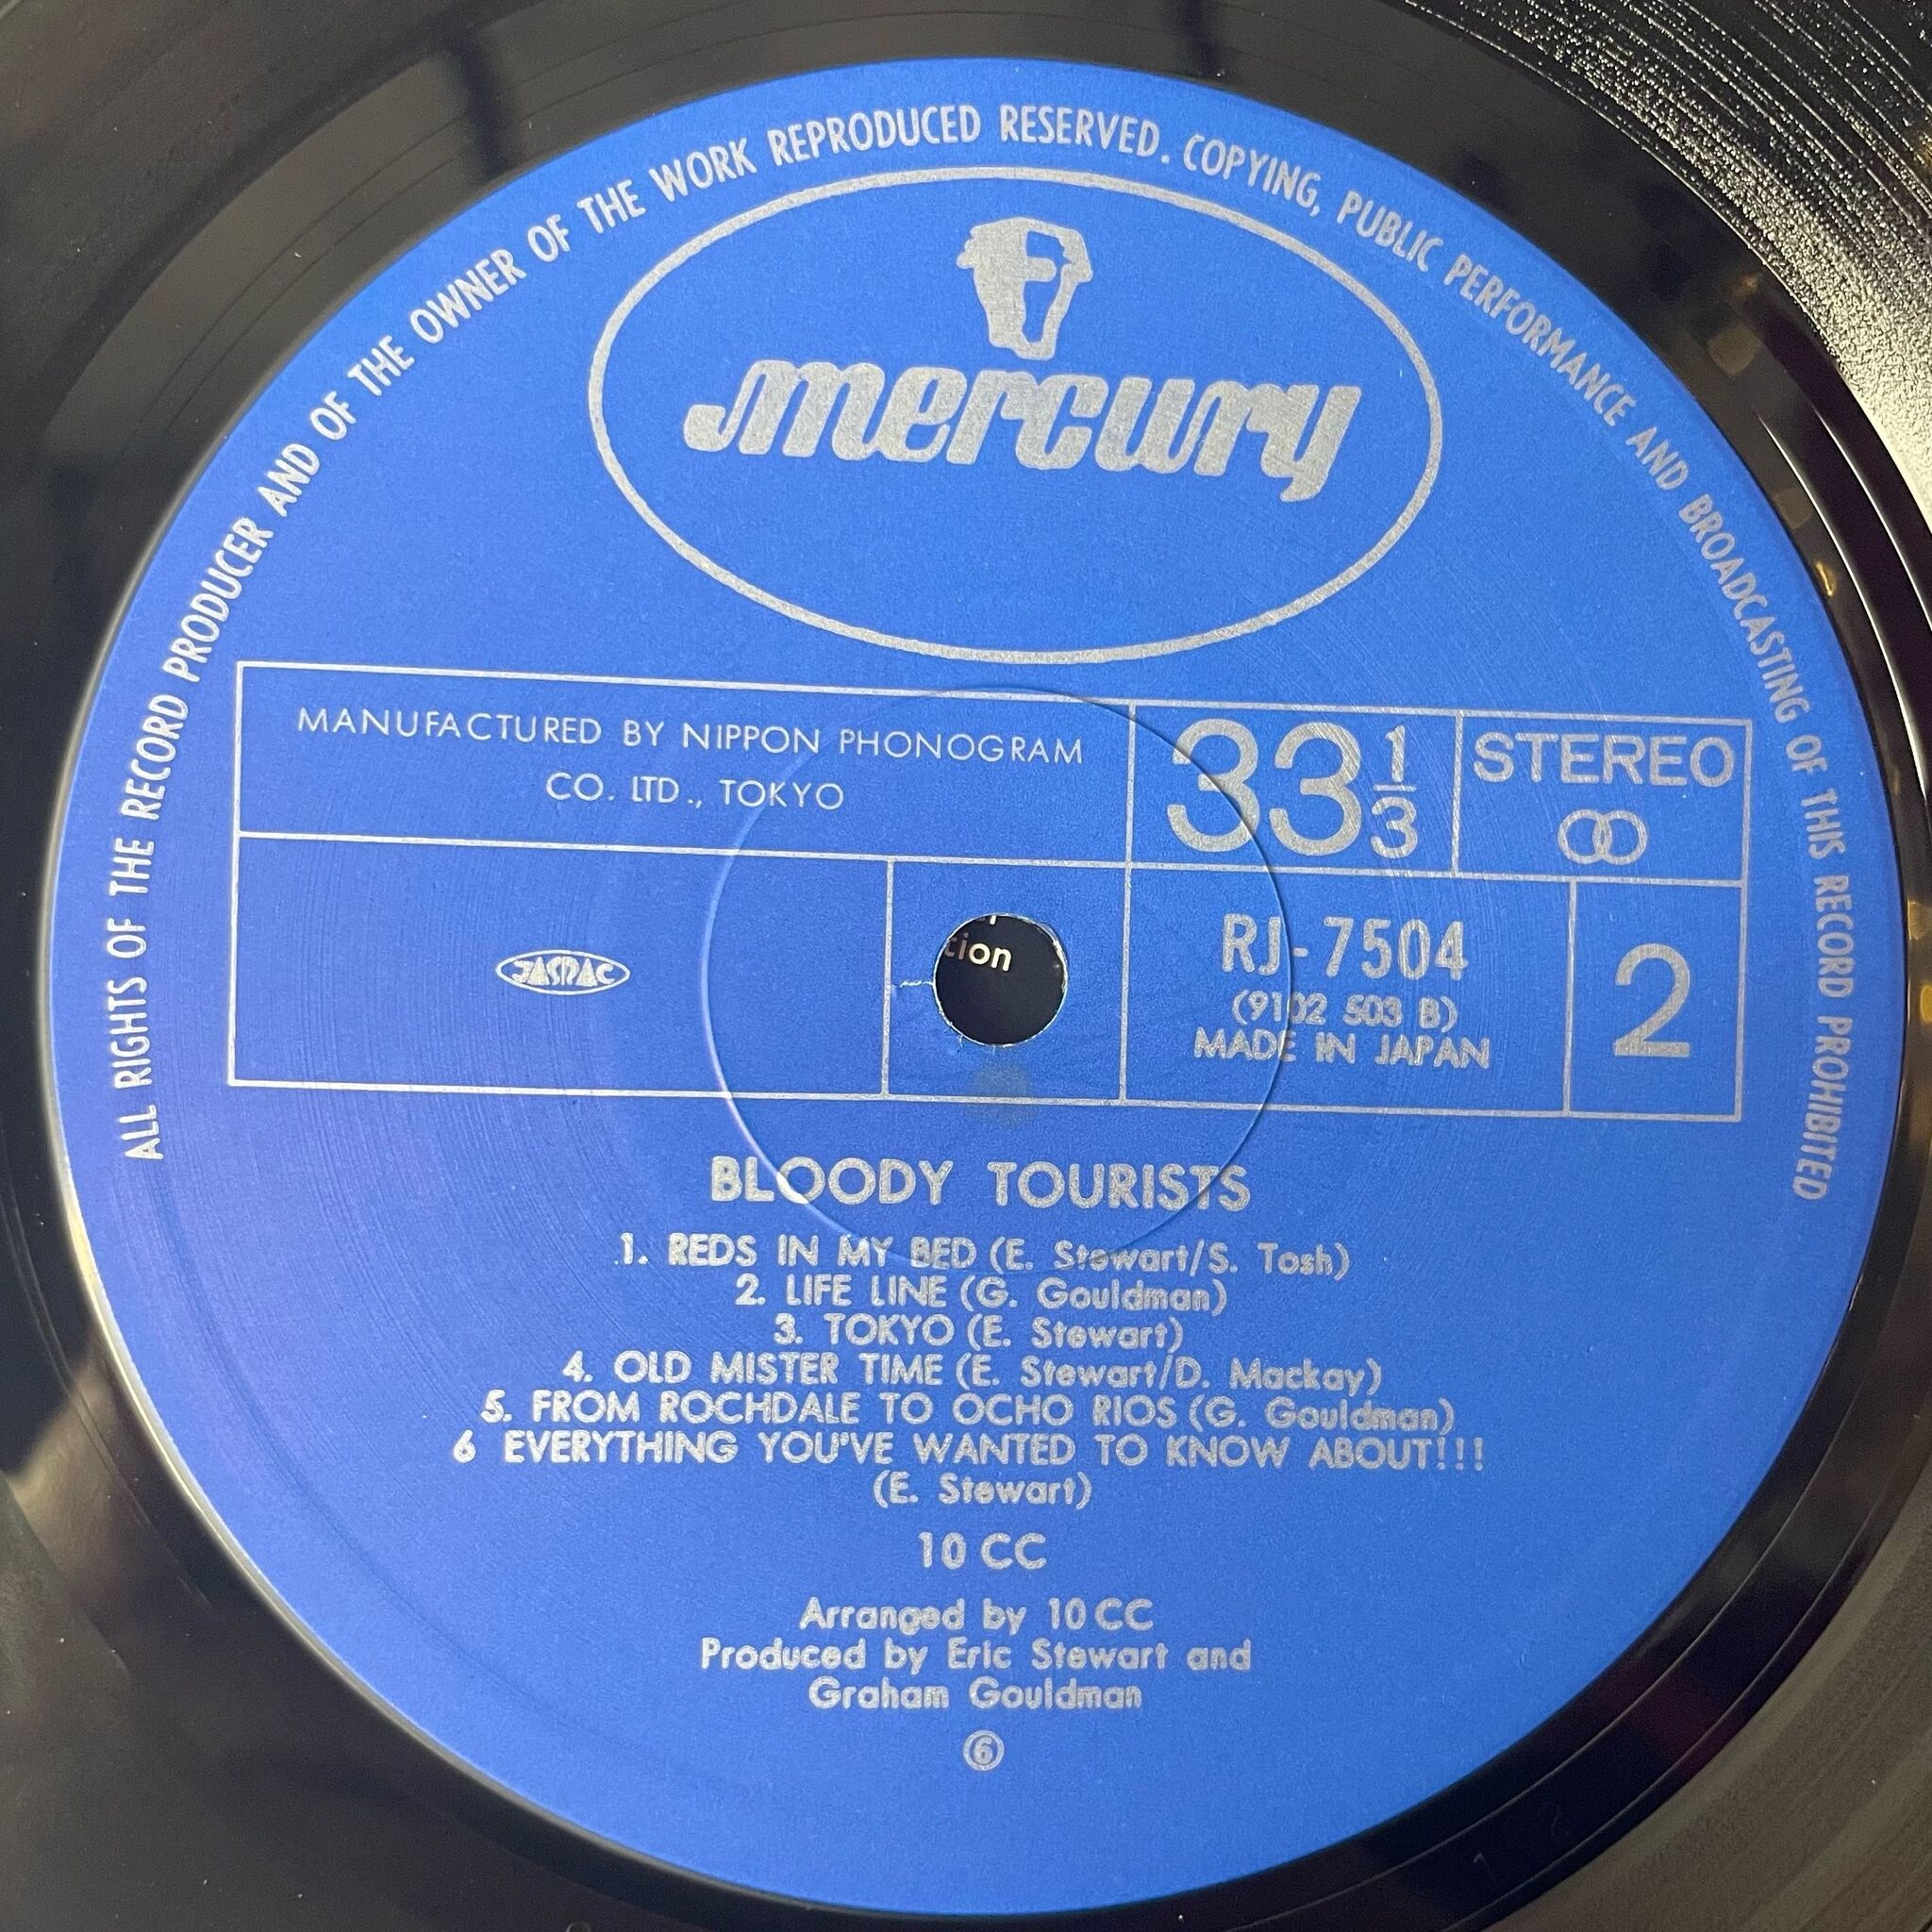 ALL RIGHTS OF THE RECORD PRODUCER AND OF THE OWNER OF THE WORK REPRODUCED RESERVED. COPYING, PUBLIC PERFORMANCE AND BROADCASTING OF THIS RECORD PROHIBITED
mercury
MANUFACTURED BY NIPPON PHONOGRAM
CO. LTD., TOKYO
33 1/3
STEREO
JASRAC
tion
RJ-7504
(9102 503 B)
MADE IN JAPAN
2
BLOODY TOURISTS
1. REDS IN MY BED (E. Stewart/S. Tosh)
2. LIFE LINE (G. Gouldman)
3. TOKYO (E. Stewart)
4. OLD MISTER TIME (E. Stewart/D. Mackay)
5. FROM ROCHDALE TO OCHO RIOS (G. Gouldman)
6 EVERYTHING YOU'VE WANTED TO KNOW ABOUT!!!
(E. Stewart)
10 CC
Arranged by 10 CC
Produced by Eric Stewart and
Graham Gouldman
⑥
1 2